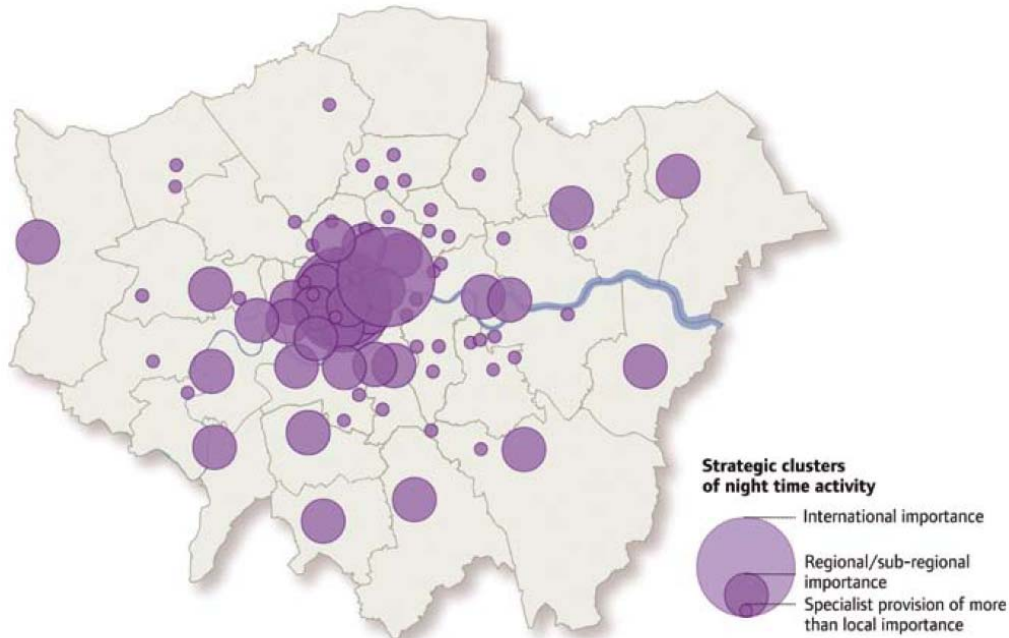 Strategic clusters
of night time activity
International importance
Regional/sub-regional
importance
Specialist provision of more
than local importance